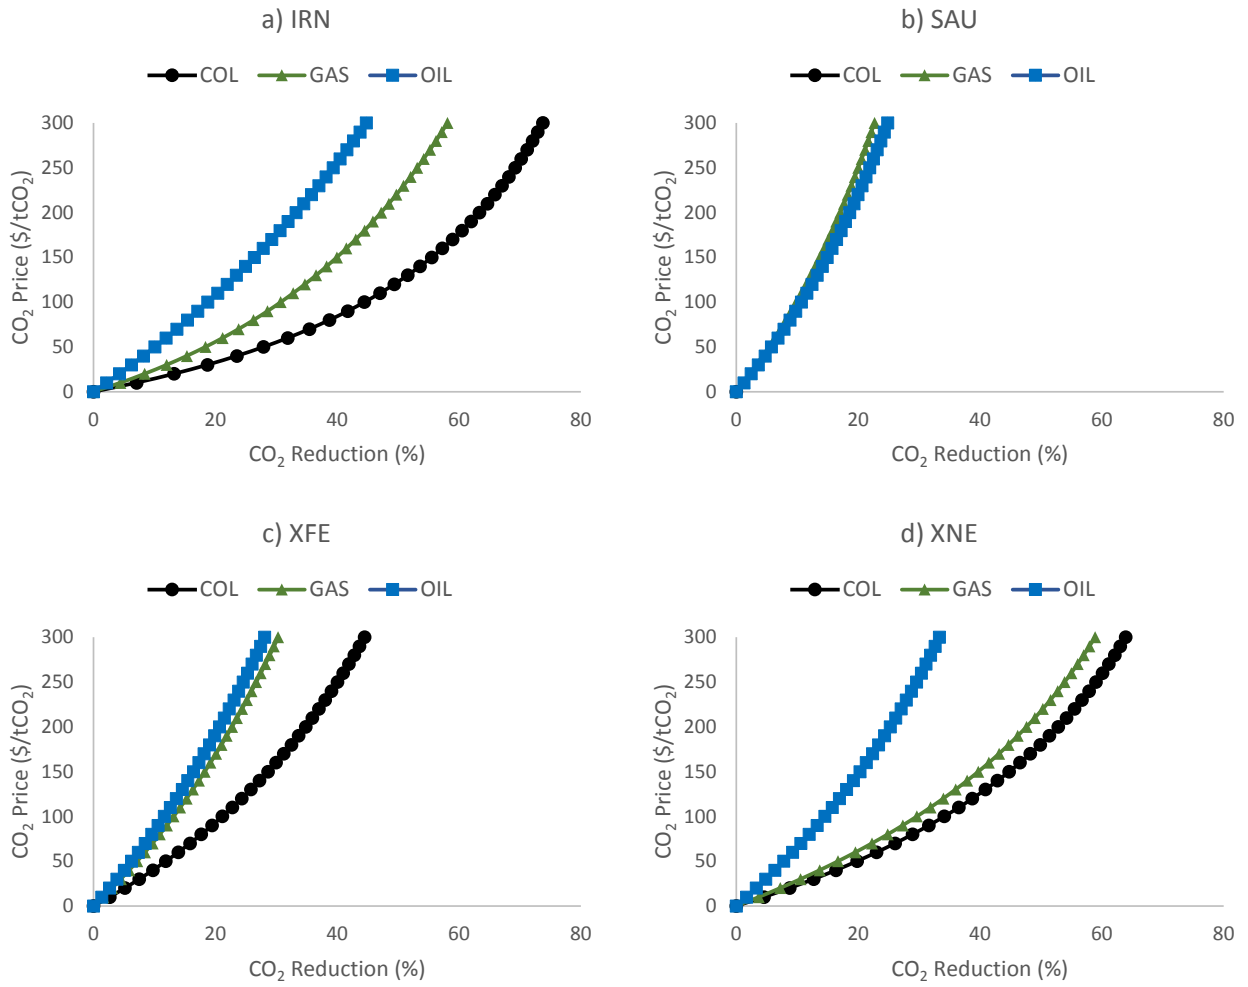 a) IRN
COL GAS OIL
CO₂ Price ($/tCO₂)
300
250
200
150
100
50
0
0 20 40 60 80
CO₂ Reduction (%)
b) SAU
GAS OIL
CO₂ Price ($/tCO₂)
300
250
200
150
100
50
0
0 20 40 60 80
CO₂ Reduction (%)
c) XFE
COL GAS OIL
CO₂ Price ($/tCO₂)
300
250
200
150
100
50
0
0 20 40 60 80
CO₂ Reduction (%)
d) XNE
COL GAS OIL
CO₂ Price ($/tCO₂)
300
250
200
150
100
50
0
0 20 40 60 80
CO₂ Reduction (%)